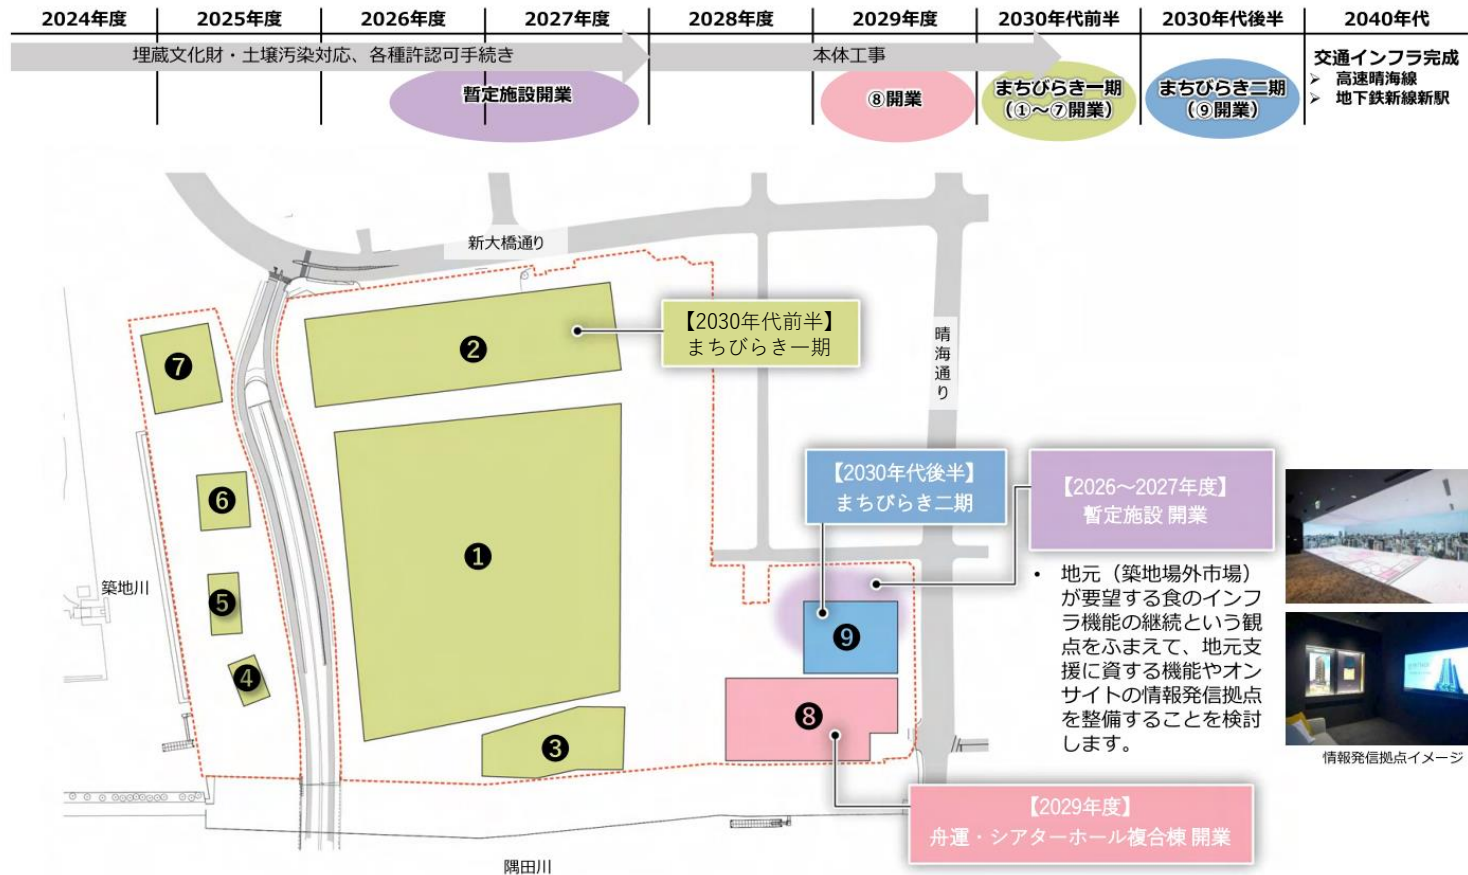 2024年度 2025年度 2026年度 2027年度 2028年度 2029年度 2030年代前半 2030年代後半 2040年代
埋蔵文化財・土壌汚染対応、各種許認可手続き
本体工事
暫定施設開業
⑧開業
まちびらき一期
（①～⑦開業）
まちびらき二期
（⑨開業）
交通インフラ完成
➢ 高速晴海線
➢ 地下鉄新線新駅
新大橋通り
晴海通り
築地川
隅田川
【2030年代前半】
まちびらき一期
❼
❷
❻
❶
❺
❹
❸
❾
❽
【2030年代後半】
まちびらき二期
【2026～2027年度】
暫定施設 開業
• 地元（築地場外市場）
が要望する食のインフ
ラ機能の継続という観
点をふまえて、地元支
援に資する機能やオン
サイトの情報発信拠点
を整備することを検討
します。
情報発信拠点イメージ
【2029年度】
舟運・シアターホール複合棟 開業